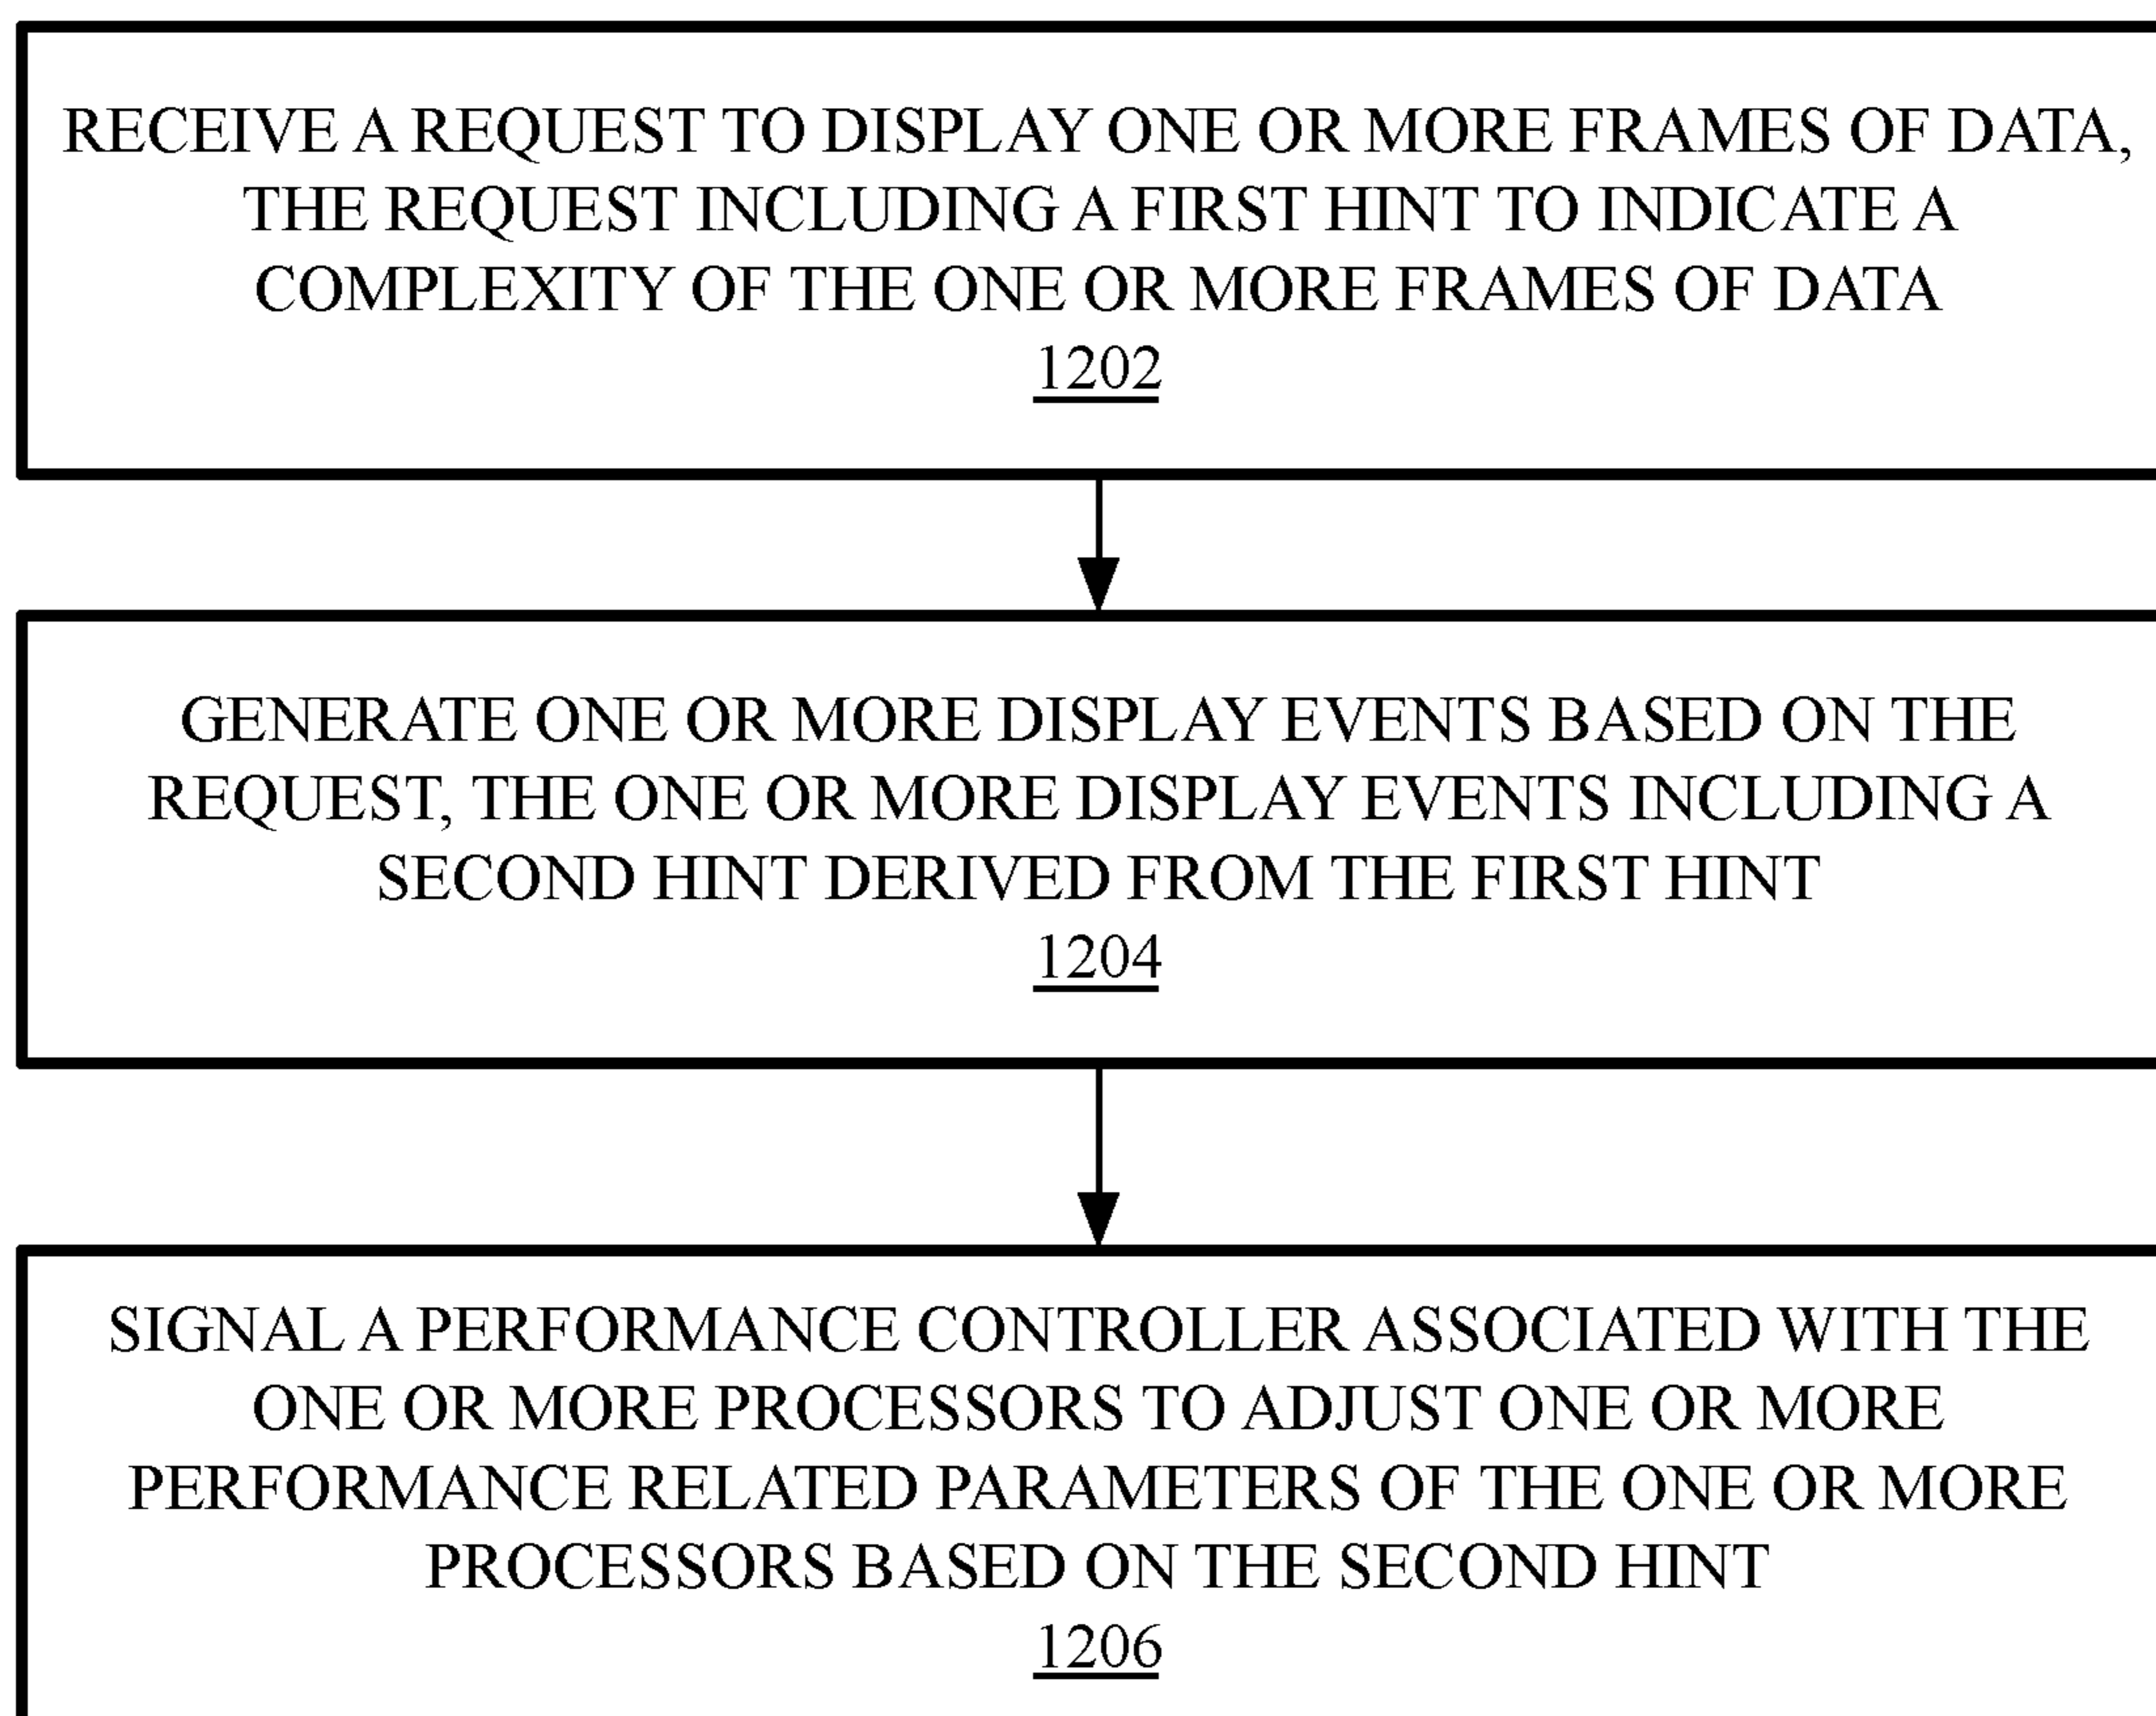 RECEIVE A REQUEST TO DISPLAY ONE OR MORE FRAMES OF DATA,
THE REQUEST INCLUDING A FIRST HINT TO INDICATE A
COMPLEXITY OF THE ONE OR MORE FRAMES OF DATA
1202
GENERATE ONE OR MORE DISPLAY EVENTS BASED ON THE
REQUEST, THE ONE OR MORE DISPLAY EVENTS INCLUDING A
SECOND HINT DERIVED FROM THE FIRST HINT
1204
SIGNAL A PERFORMANCE CONTROLLER ASSOCIATED WITH THE
ONE OR MORE PROCESSORS TO ADJUST ONE OR MORE
PERFORMANCE RELATED PARAMETERS OF THE ONE OR MORE
PROCESSORS BASED ON THE SECOND HINT
1206